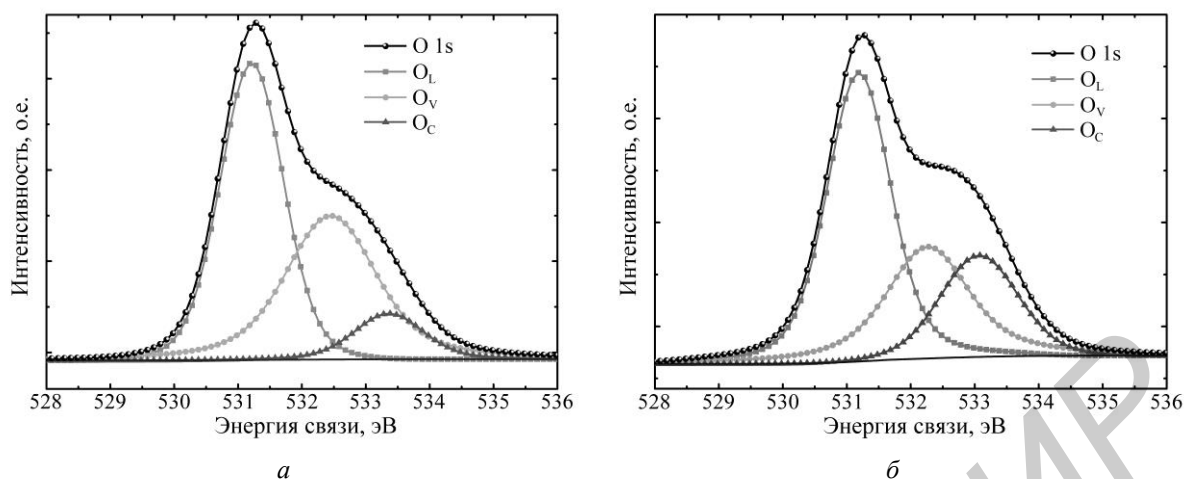 Интенсивность, о.е.
O 1s
O_L
O_V
O_C
528 529 530 531 532 533 534 535 536
Энергия связи, эВ
а
Интенсивность, о.е.
O 1s
O_L
O_V
O_C
528 529 530 531 532 533 534 535 536
Энергия связи, эВ
б
ИР